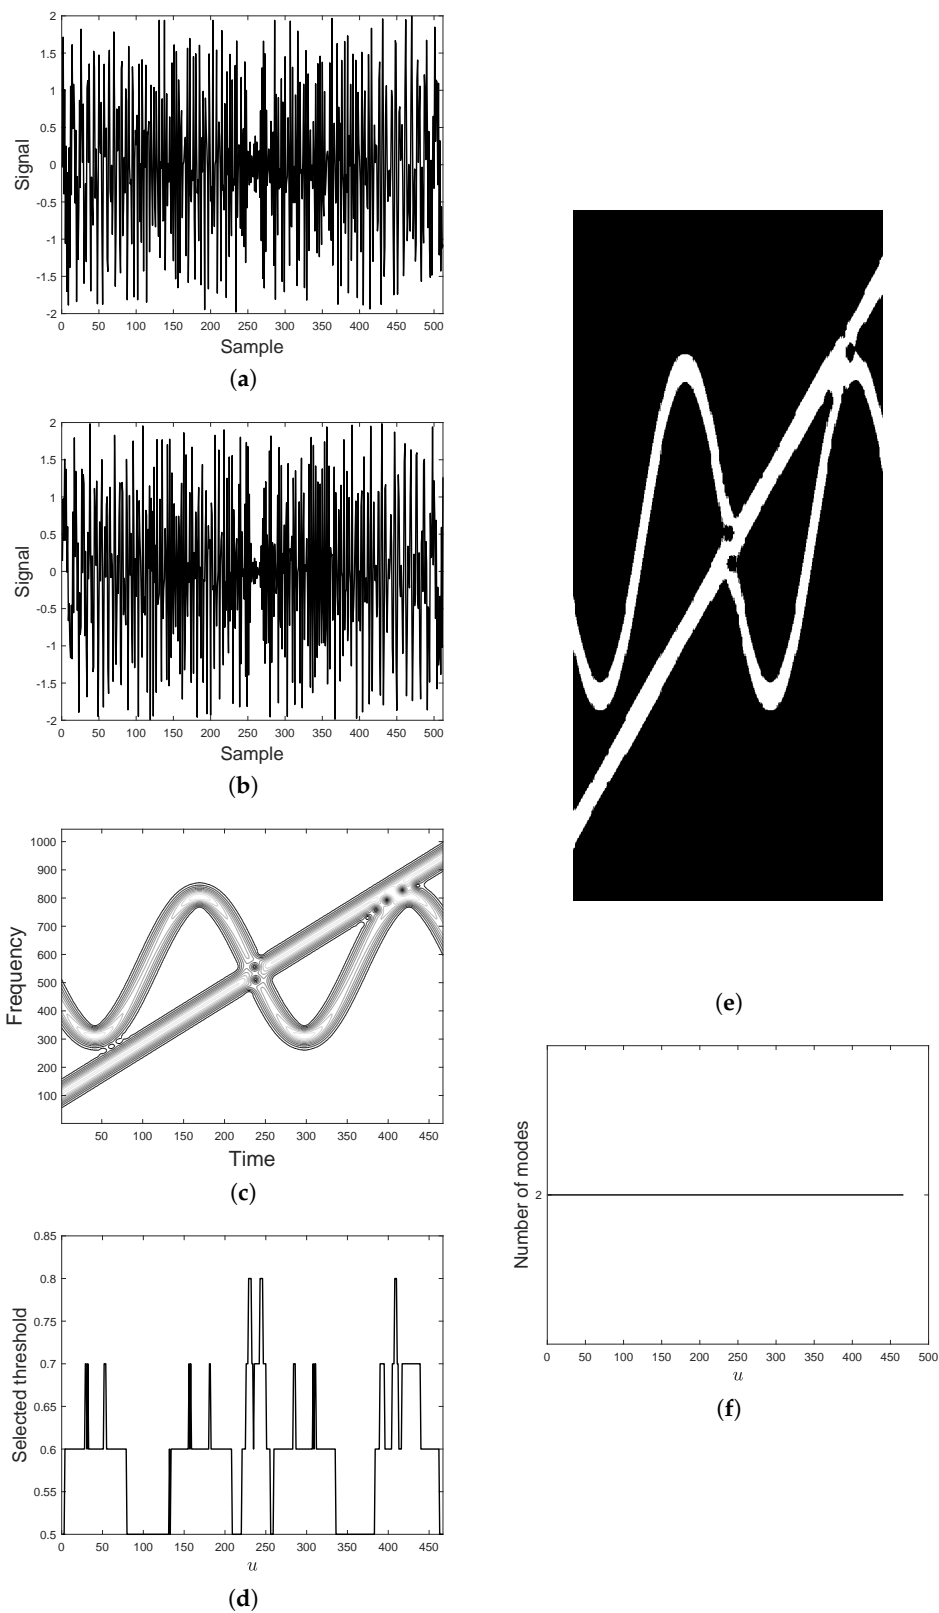 2
1.5
1
0.5
0
-0.5
-1
-1.5
-2
Signal
0 50 100 150 200 250 300 350 400 450 500
Sample
(a)
2
1.5
1
0.5
0
-0.5
-1
-1.5
-2
Signal
0 50 100 150 200 250 300 350 400 450 500
Sample
(b)
1000
900
800
700
600
500
400
300
200
100
Frequency
50 100 150 200 250 300 350 400 450
Time
(c)
0.85
0.8
0.75
0.7
0.65
0.6
0.55
0.5
Selected threshold
0 50 100 150 200 250 300 350 400 450
u
(d)
(e)
Number of modes
2
0 50 100 150 200 250 300 350 400 450 500
u
(f)